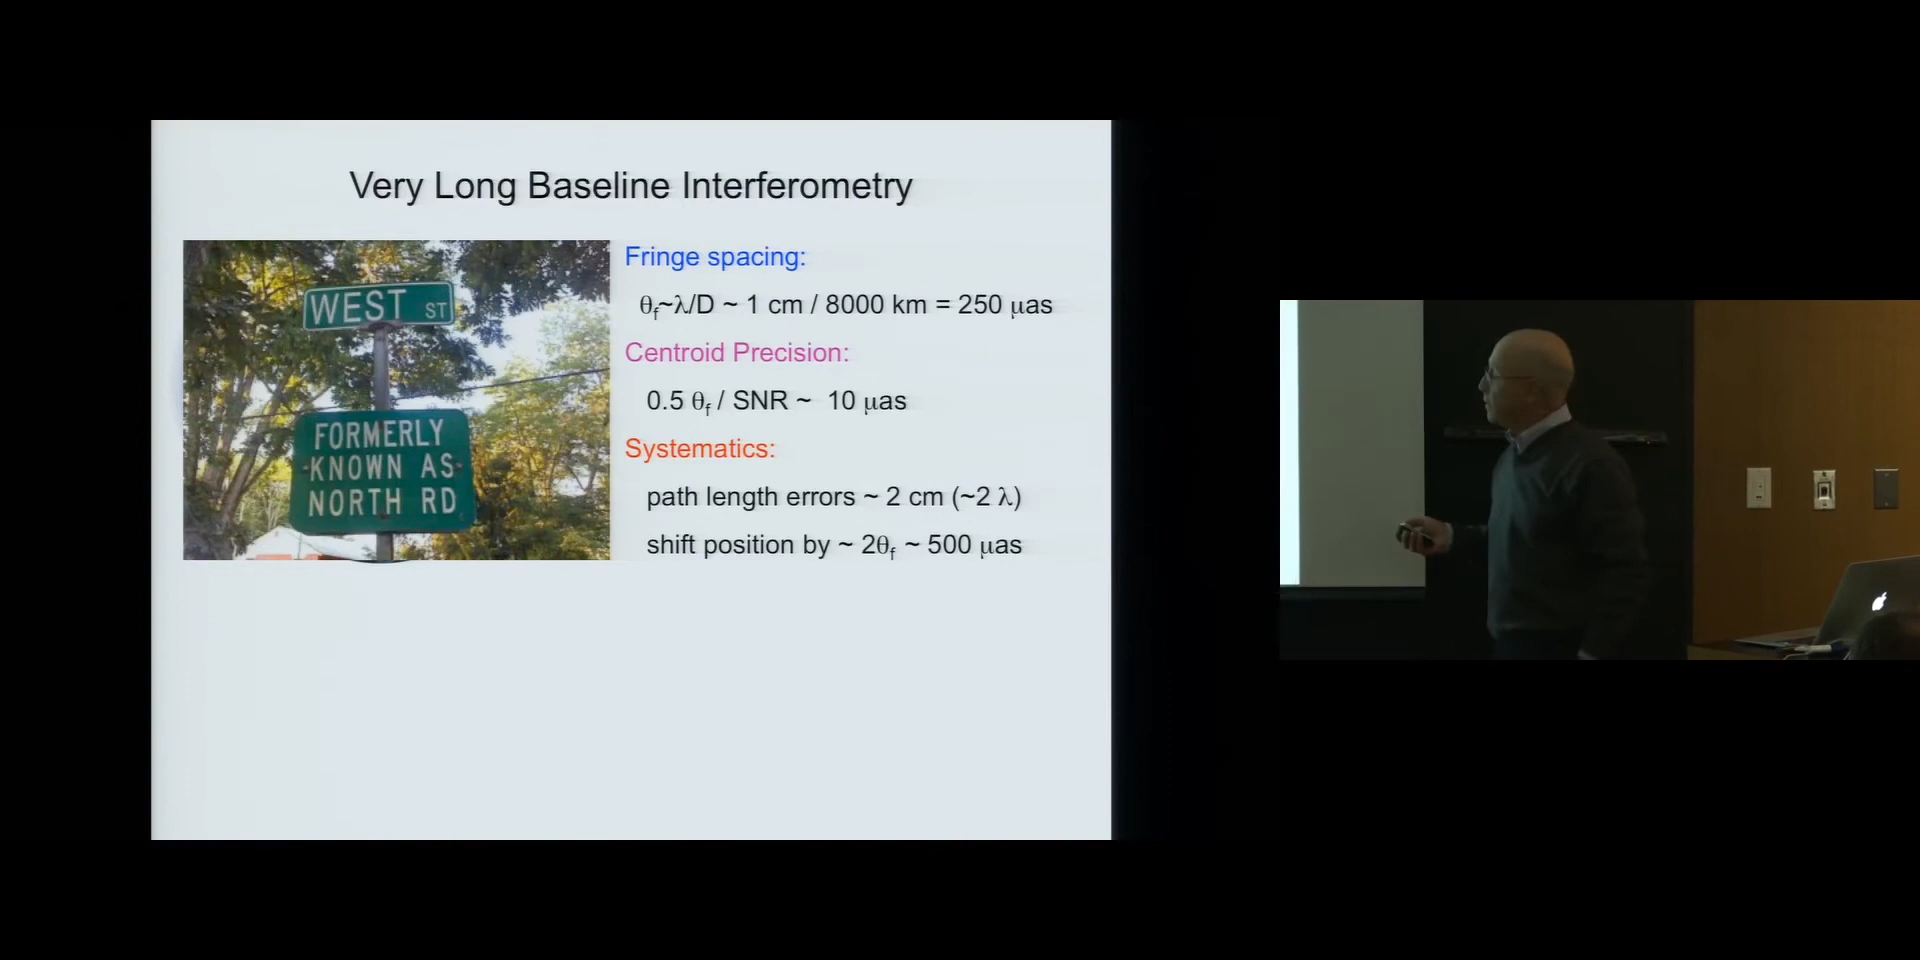 Very Long Baseline Interferometry
WEST ST
FORMERLY
KNOWN AS
NORTH RD
Fringe spacing:
θf~λ/D ~ 1 cm / 8000 km = 250 μas
Centroid Precision:
0.5 θf / SNR ~ 10 μas
Systematics:
path length errors ~ 2 cm (~2 λ)
shift position by ~ 2θf ~ 500 μas